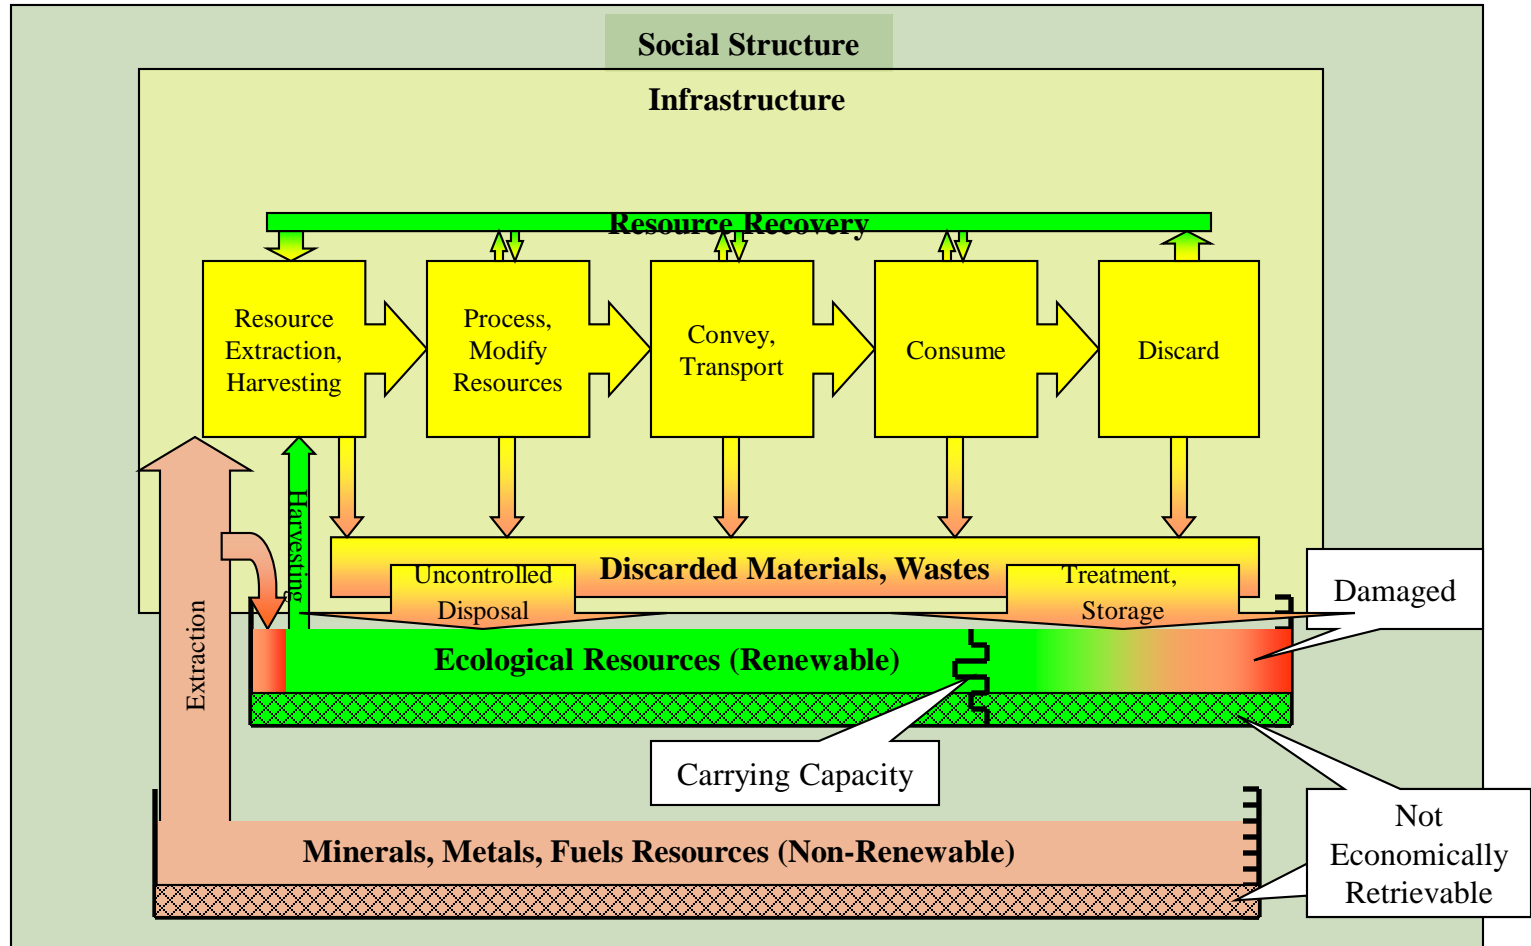 Social Structure
Infrastructure
Resource Recovery
Resource
Extraction,
Harvesting
Process,
Modify
Resources
Convey,
Transport
Consume
Discard
Harvesting
Extraction
Discarded Materials, Wastes
Uncontrolled
Disposal
Treatment,
Storage
Damaged
Ecological Resources (Renewable)
Carrying Capacity
Minerals, Metals, Fuels Resources (Non-Renewable)
Not
Economically
Retrievable